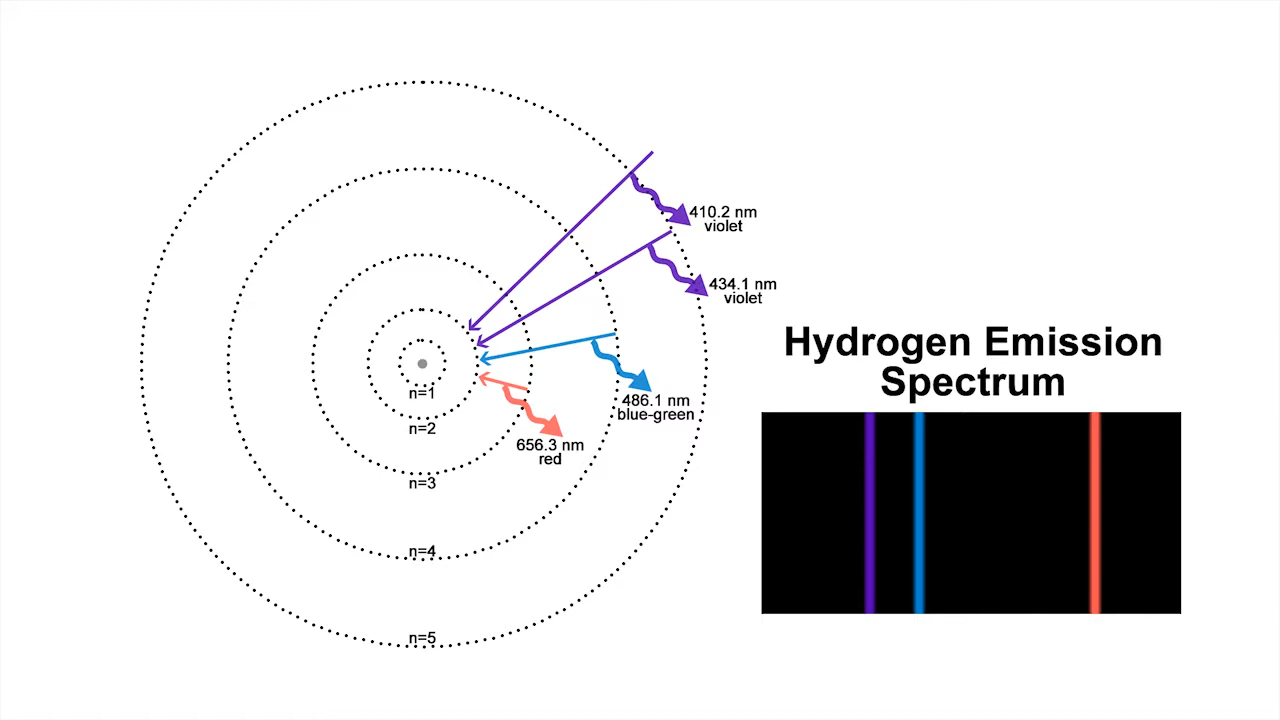 410.2 nm
violet
434.1 nm
violet
Hydrogen Emission
Spectrum
n=1
486.1 nm
blue-green
n=2
656.3 nm
red
n=3
n=4
n=5